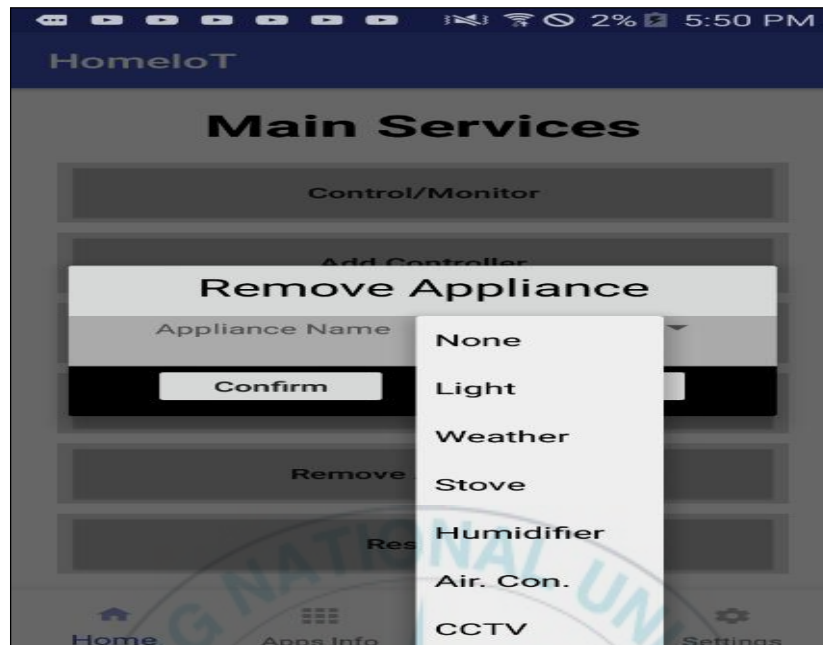 2% 5:50 PM
HomeIoT
Main Services
Control/Monitor
Add Controller
Remove Appliance
Appliance Name
None
Confirm
Light
Weather
Remove
Stove
Humidifier
Res
Air. Con.
CCTV
Home
Apps Info
Settings
NATIONAL